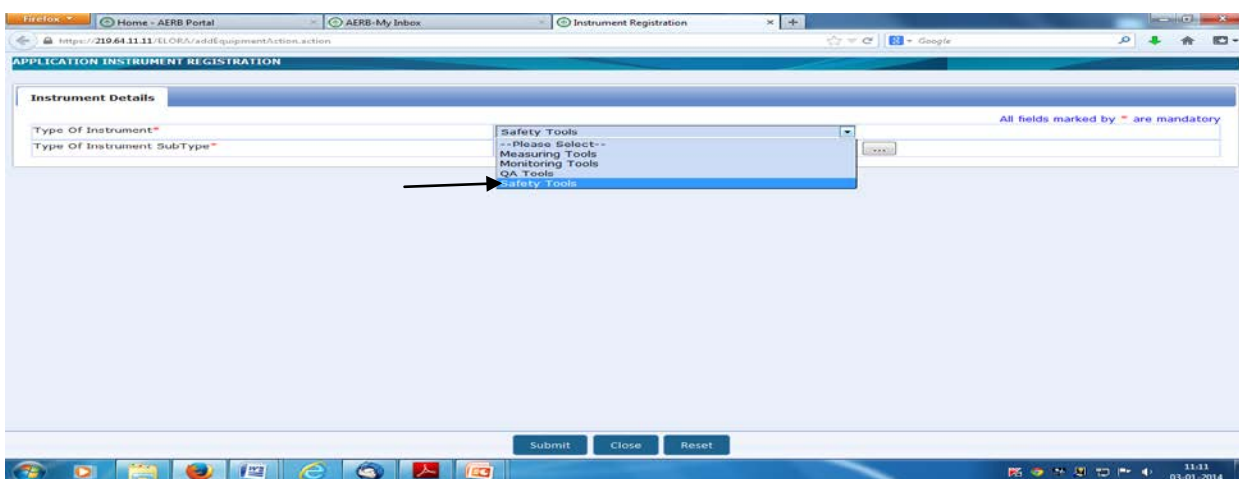 Firefox
Home - AERB Portal
AERB-My Inbox
Instrument Registration
https://219.64.11.11/ELORA/addEquipmentAction.action
Google
APPLICATION INSTRUMENT REGISTRATION
Instrument Details
All fields marked by * are mandatory
Type Of Instrument*
Safety Tools
Type Of Instrument SubType*
...
--Please Select--
Measuring Tools
Monitoring Tools
QA Tools
Safety Tools
Submit
Close
Reset
11:11
03-01-2014